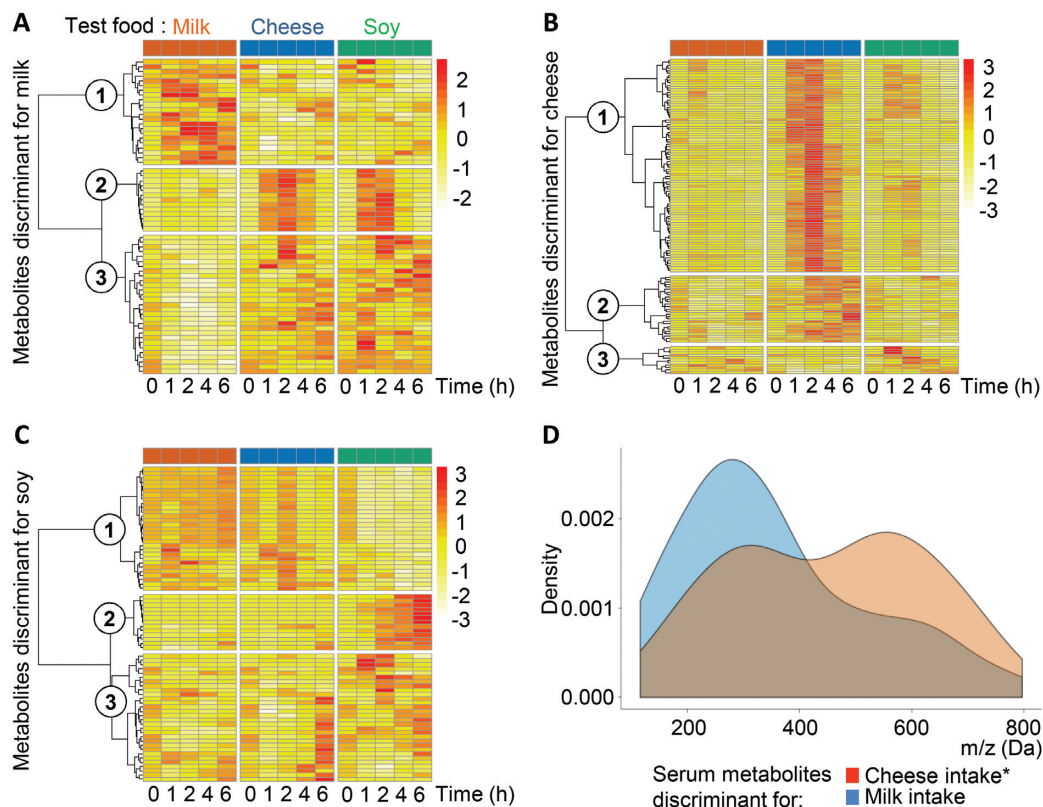 A
Test food : Milk Cheese Soy
Metabolites discriminant for milk
1
2
3
2
1
0
-1
-2
0 1 2 4 6 0 1 2 4 6 0 1 2 4 6 Time (h)
B
Metabolites discriminant for cheese
1
2
3
3
2
1
0
-1
-2
-3
0 1 2 4 6 0 1 2 4 6 0 1 2 4 6 Time (h)
C
Metabolites discriminant for soy
1
2
3
3
2
1
0
-1
-2
-3
0 1 2 4 6 0 1 2 4 6 0 1 2 4 6 Time (h)
D
Density
0.002
0.001
0.000
200 400 600 800
m/z (Da)
Serum metabolites
discriminant for:
Cheese intake*
Milk intake